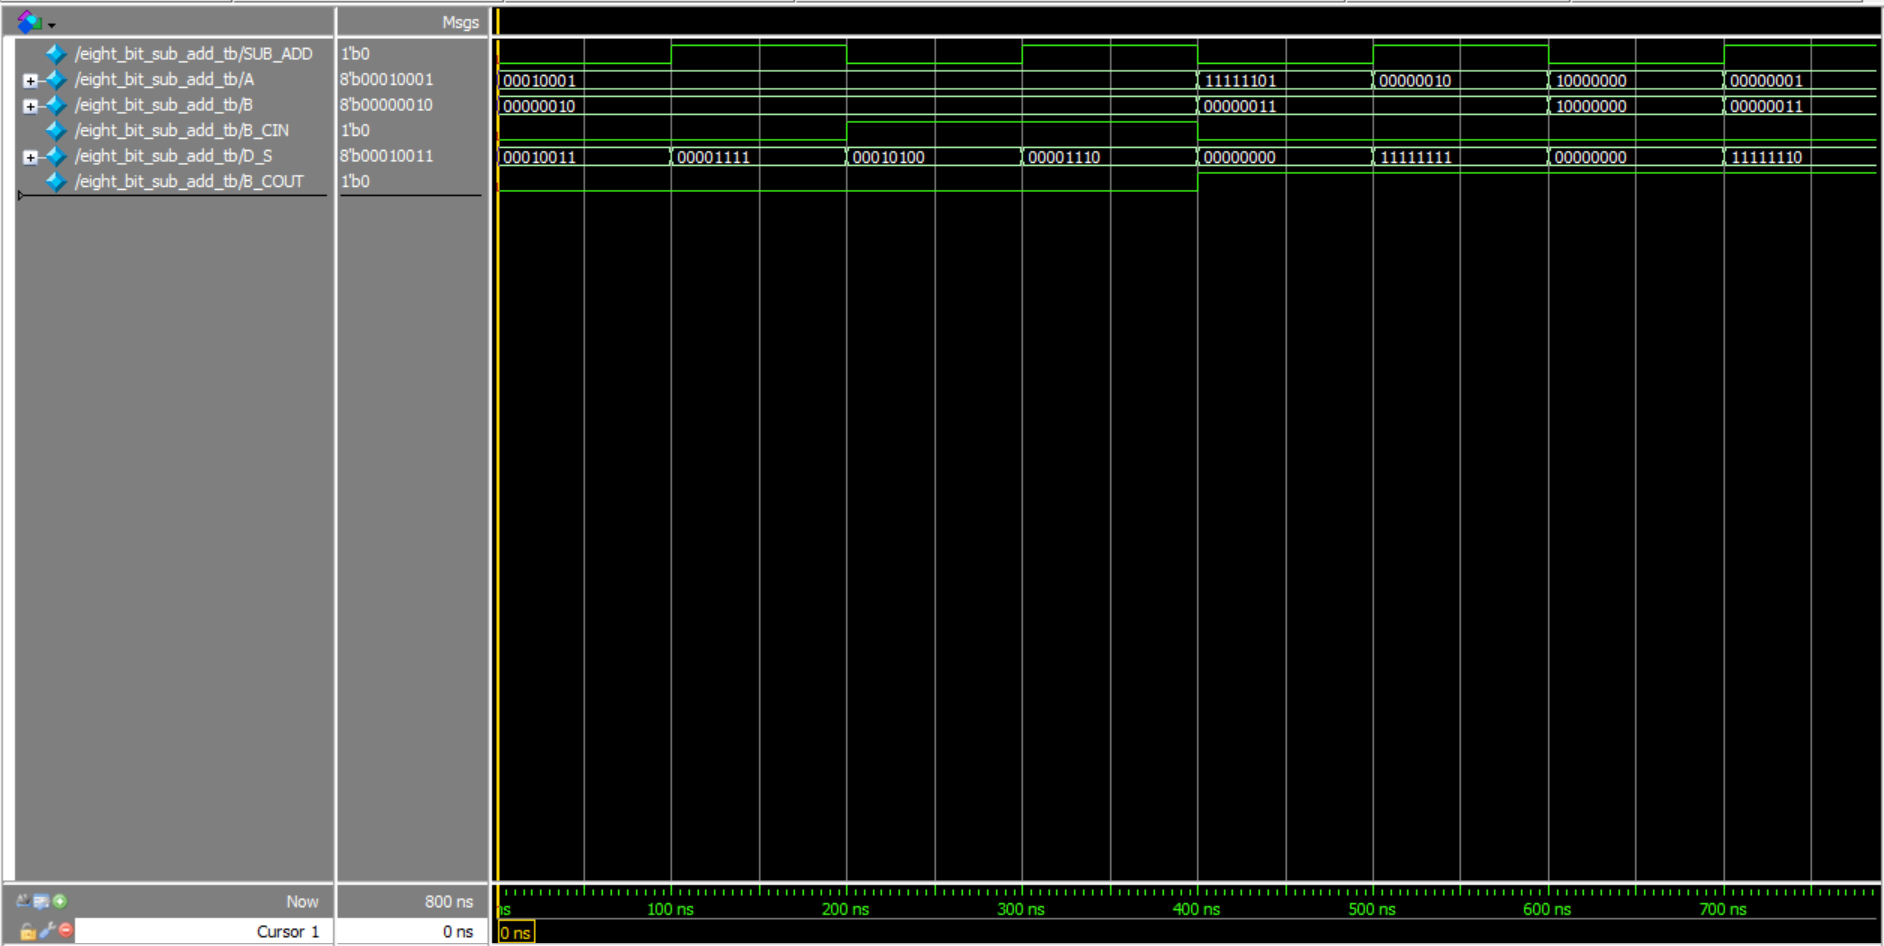 Msgs
/eight_bit_sub_add_tb/SUB_ADD 1'b0
/eight_bit_sub_add_tb/A 8'b00010001 00010001 11111101 00000010 10000000 00000001
/eight_bit_sub_add_tb/B 8'b00000010 00000010 00000011 10000000 00000011
/eight_bit_sub_add_tb/B_CIN 1'b0
/eight_bit_sub_add_tb/D_S 8'b00010011 00010011 00001111 00010100 00001110 00000000 11111111 00000000 11111110
/eight_bit_sub_add_tb/B_COUT 1'b0
Now 800 ns ns 100 ns 200 ns 300 ns 400 ns 500 ns 600 ns 700 ns
Cursor 1 0 ns 0 ns